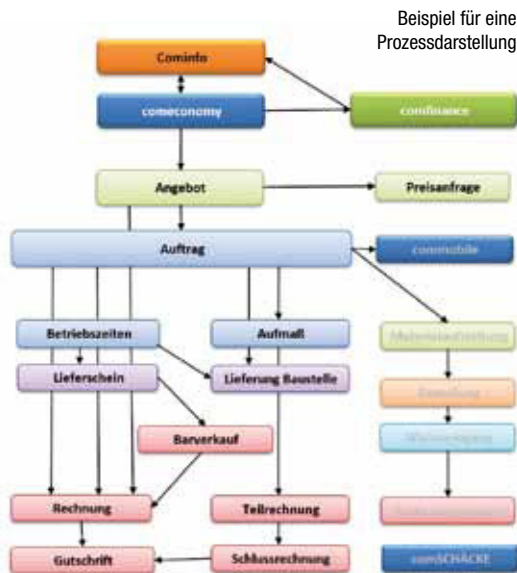 Beispiel für eine
Prozessdarstellung
Cominfo
comeconomy
comfinance
Angebot
Preisanfrage
Auftrag
commobile
Betriebszeiten
Aufmaß
Lieferschein
Lieferung Baustelle
Barverkauf
Rechnung
Teilrechnung
Gutschrift
Schlussrechnung
comSCHÄCKE